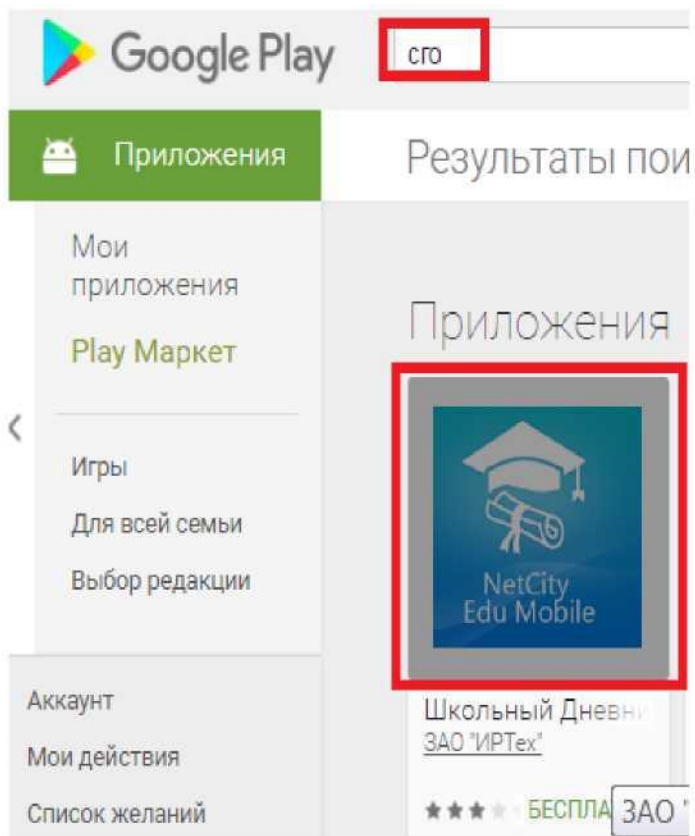 Google Play
сго
Приложения
Результаты пои
Мои
приложения
Play Маркет
Приложения
Игры
Для всей семьи
Выбор редакции
NetCity
Edu Mobile
Аккаунт
Мои действия
Список желаний
Школьный Дневни
ЗАО "ИРТех"
БЕСПЛА
ЗАО "